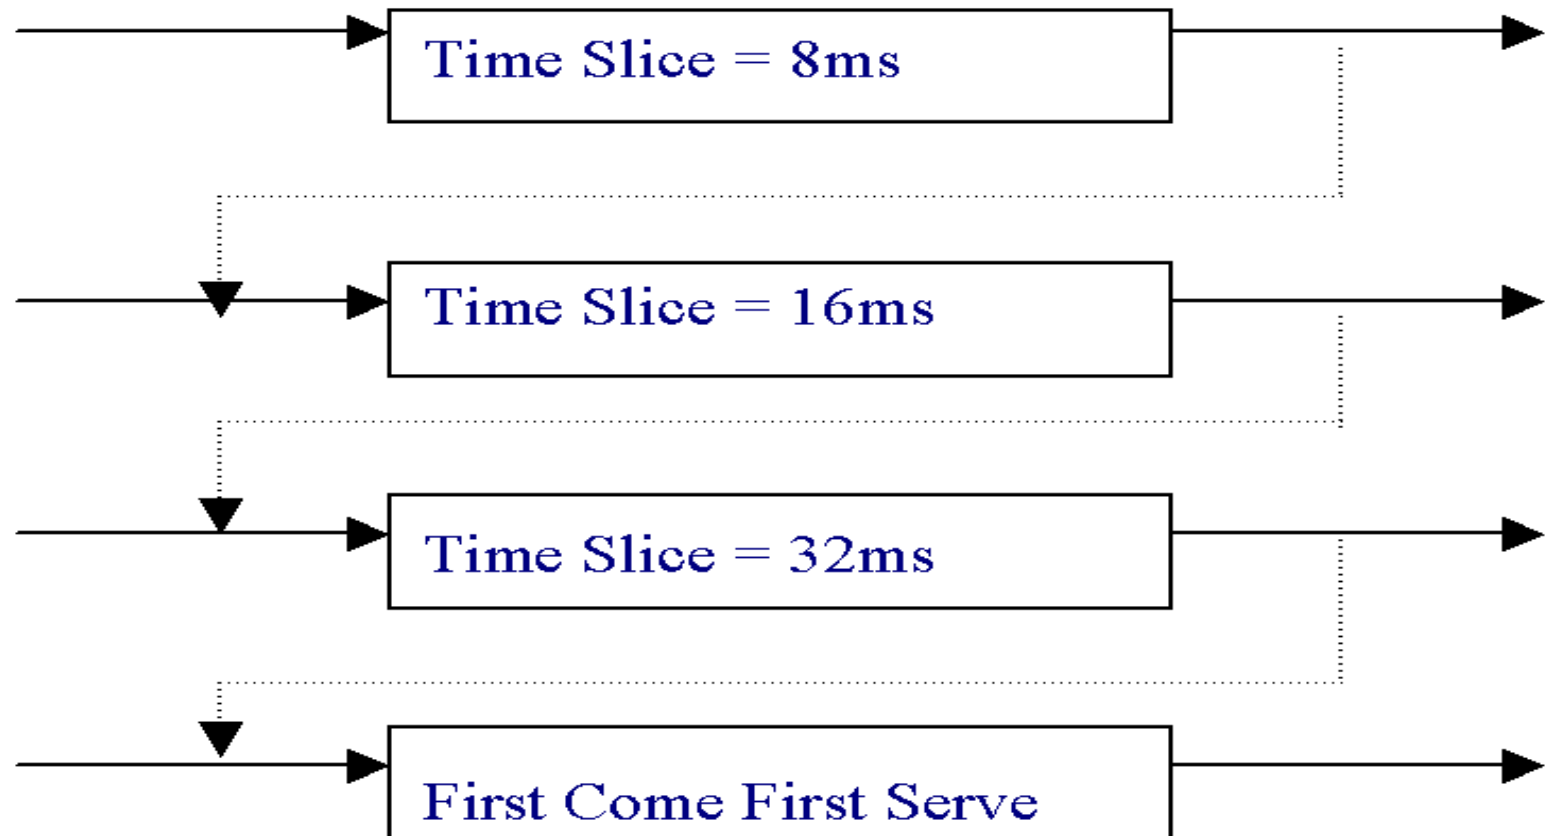 Time Slice = 8ms
Time Slice = 16ms
Time Slice = 32ms
First Come First Serve